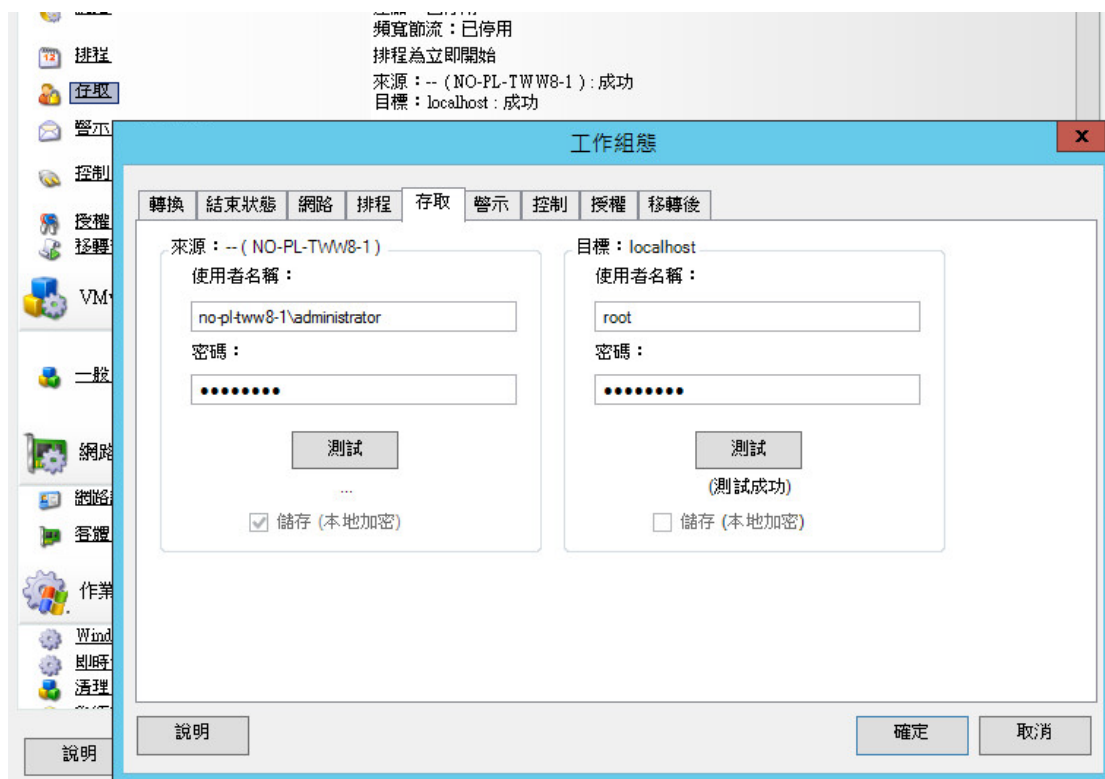 頻寬節流：已停用
排程
排程為立即開始
存取
來源：-- ( NO-PL-TWW8-1 ) : 成功
目標：localhost : 成功
警示
工作組態
x
控制
轉換
結束狀態
網路
排程
存取
警示
控制
授權
移轉後
授權
移轉
來源：-- ( NO-PL-TWW8-1 )
目標：localhost
使用者名稱：
使用者名稱：
VM
no-pl-tww8-1\administrator
root
密碼：
密碼：
一般
••••••••
••••••••
測試
測試
網路
...
(測試成功)
網路
儲存 (本地加密)
儲存 (本地加密)
客體
作業
Wind
即時
清理
說明
確定
取消
說明